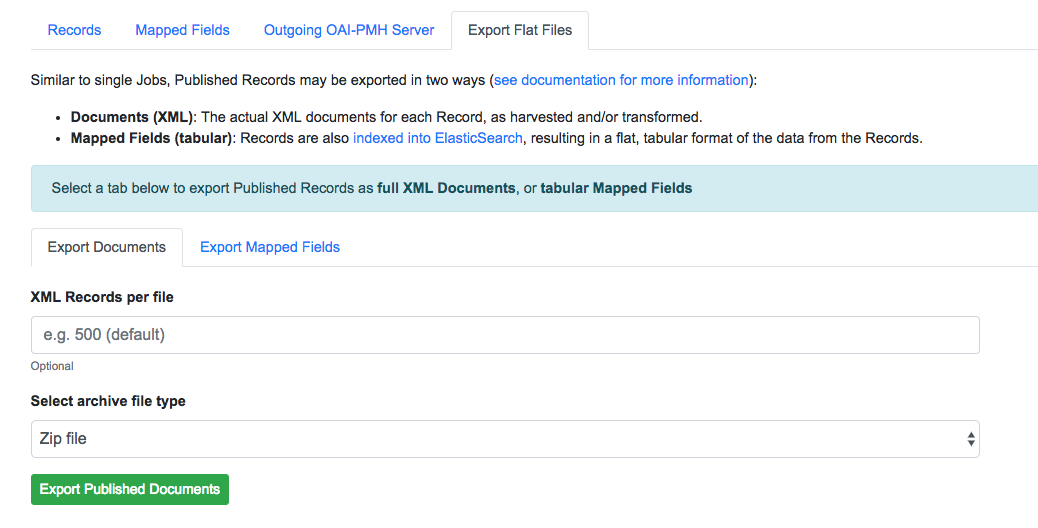 Records Mapped Fields Outgoing OAI-PMH Server Export Flat Files
Similar to single Jobs, Published Records may be exported in two ways (see documentation for more information):
• Documents (XML): The actual XML documents for each Record, as harvested and/or transformed.
• Mapped Fields (tabular): Records are also indexed into ElasticSearch, resulting in a flat, tabular format of the data from the Records.
Select a tab below to export Published Records as full XML Documents, or tabular Mapped Fields
Export Documents Export Mapped Fields
XML Records per file
e.g. 500 (default)
Optional
Select archive file type
Zip file
Export Published Documents